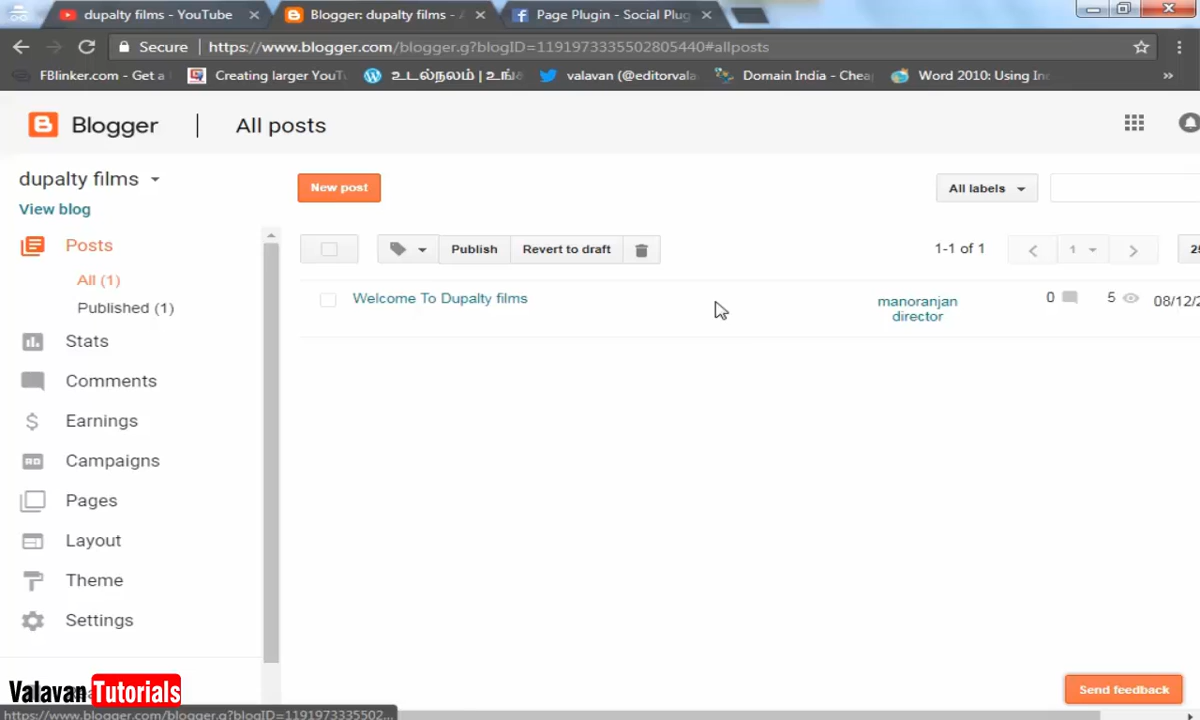 dupalty films - YouTube
Blogger: dupalty films - A
Page Plugin - Social Plug
Secure
https://www.blogger.com/blogger.g?blogID=1191973335502805440#allposts
FBlinker.com - Get a
Creating larger YouT
உடல்நலம் | உங்
valavan (@editorvala
Domain India - Chea
Word 2010: Using In
»
Blogger
All posts
dupalty films
View blog
New post
All labels
Posts
Publish
Revert to draft
1-1 of 1
1
25
All (1)
Published (1)
Welcome To Dupalty films
manoranjan
director
0
5
08/12/2
Stats
Comments
Earnings
Campaigns
Pages
Layout
Theme
Settings
Valavan Tutorials
Send feedback
https://www.blogger.com/blogger.g?blogID=1191973335502...